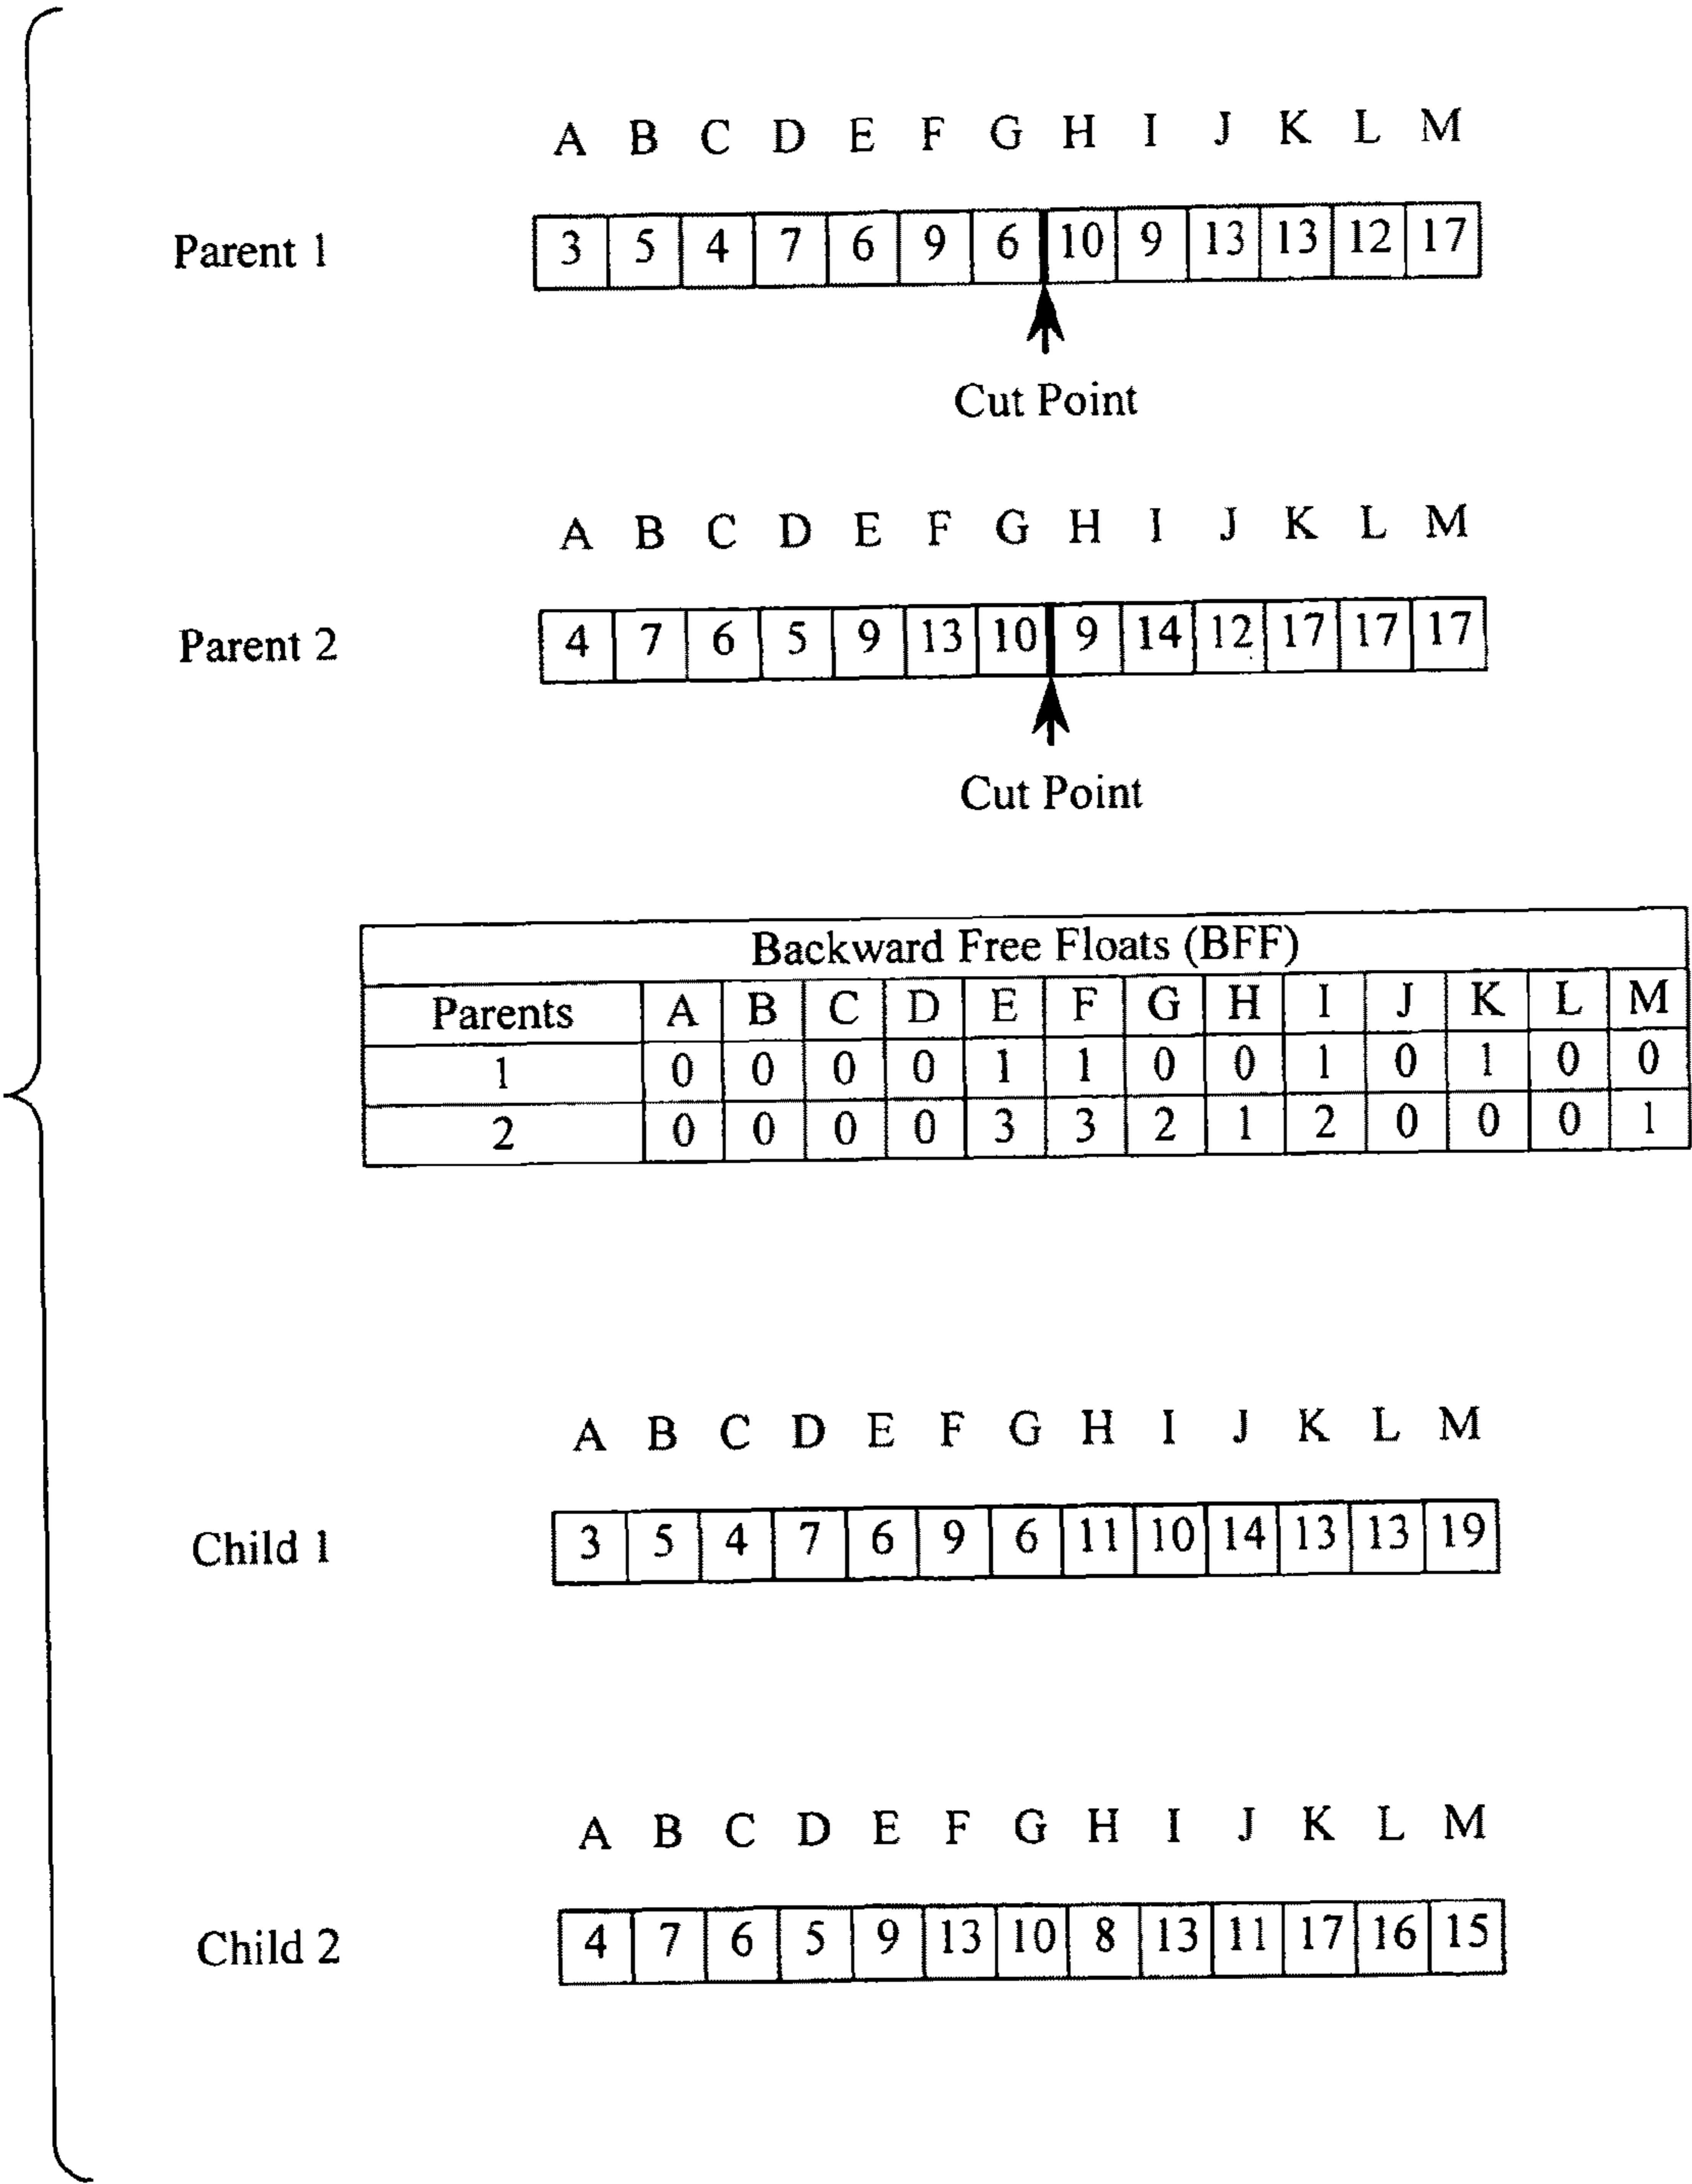 A B C D E F G H I J K L M
Parent 1 3 5 4 7 6 9 6 10 9 13 13 12 17
Cut Point
A B C D E F G H I J K L M
Parent 2 4 7 6 5 9 13 10 9 14 12 17 17 17
Cut Point
Backward Free Floats (BFF)
Parents A B C D E F G H I J K L M
1 0 0 0 0 1 1 0 0 1 0 1 0 0
2 0 0 0 0 3 3 2 1 2 0 0 0 1
A B C D E F G H I J K L M
Child 1 3 5 4 7 6 9 6 11 10 14 13 13 19
A B C D E F G H I J K L M
Child 2 4 7 6 5 9 13 10 8 13 11 17 16 15